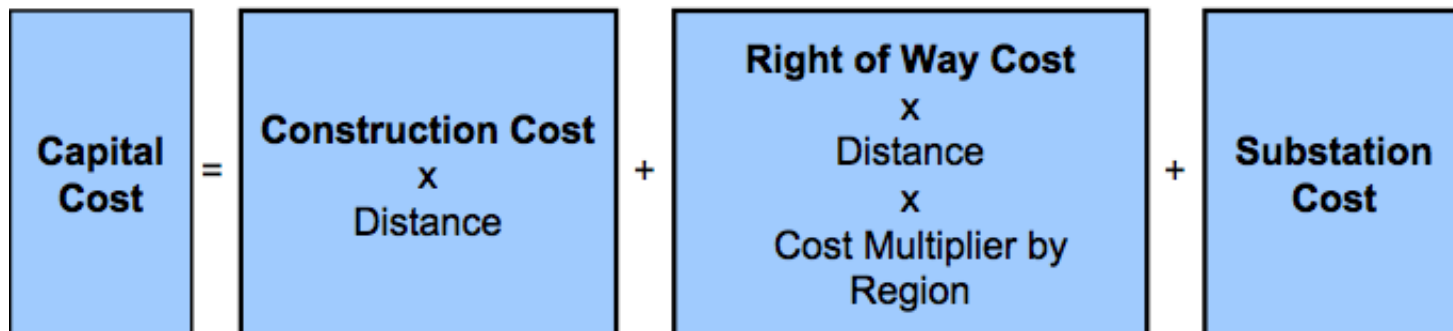 Capital
Cost
=
Construction Cost
x
Distance
+
Right of Way Cost
x
Distance
x
Cost Multiplier by
Region
+
Substation
Cost